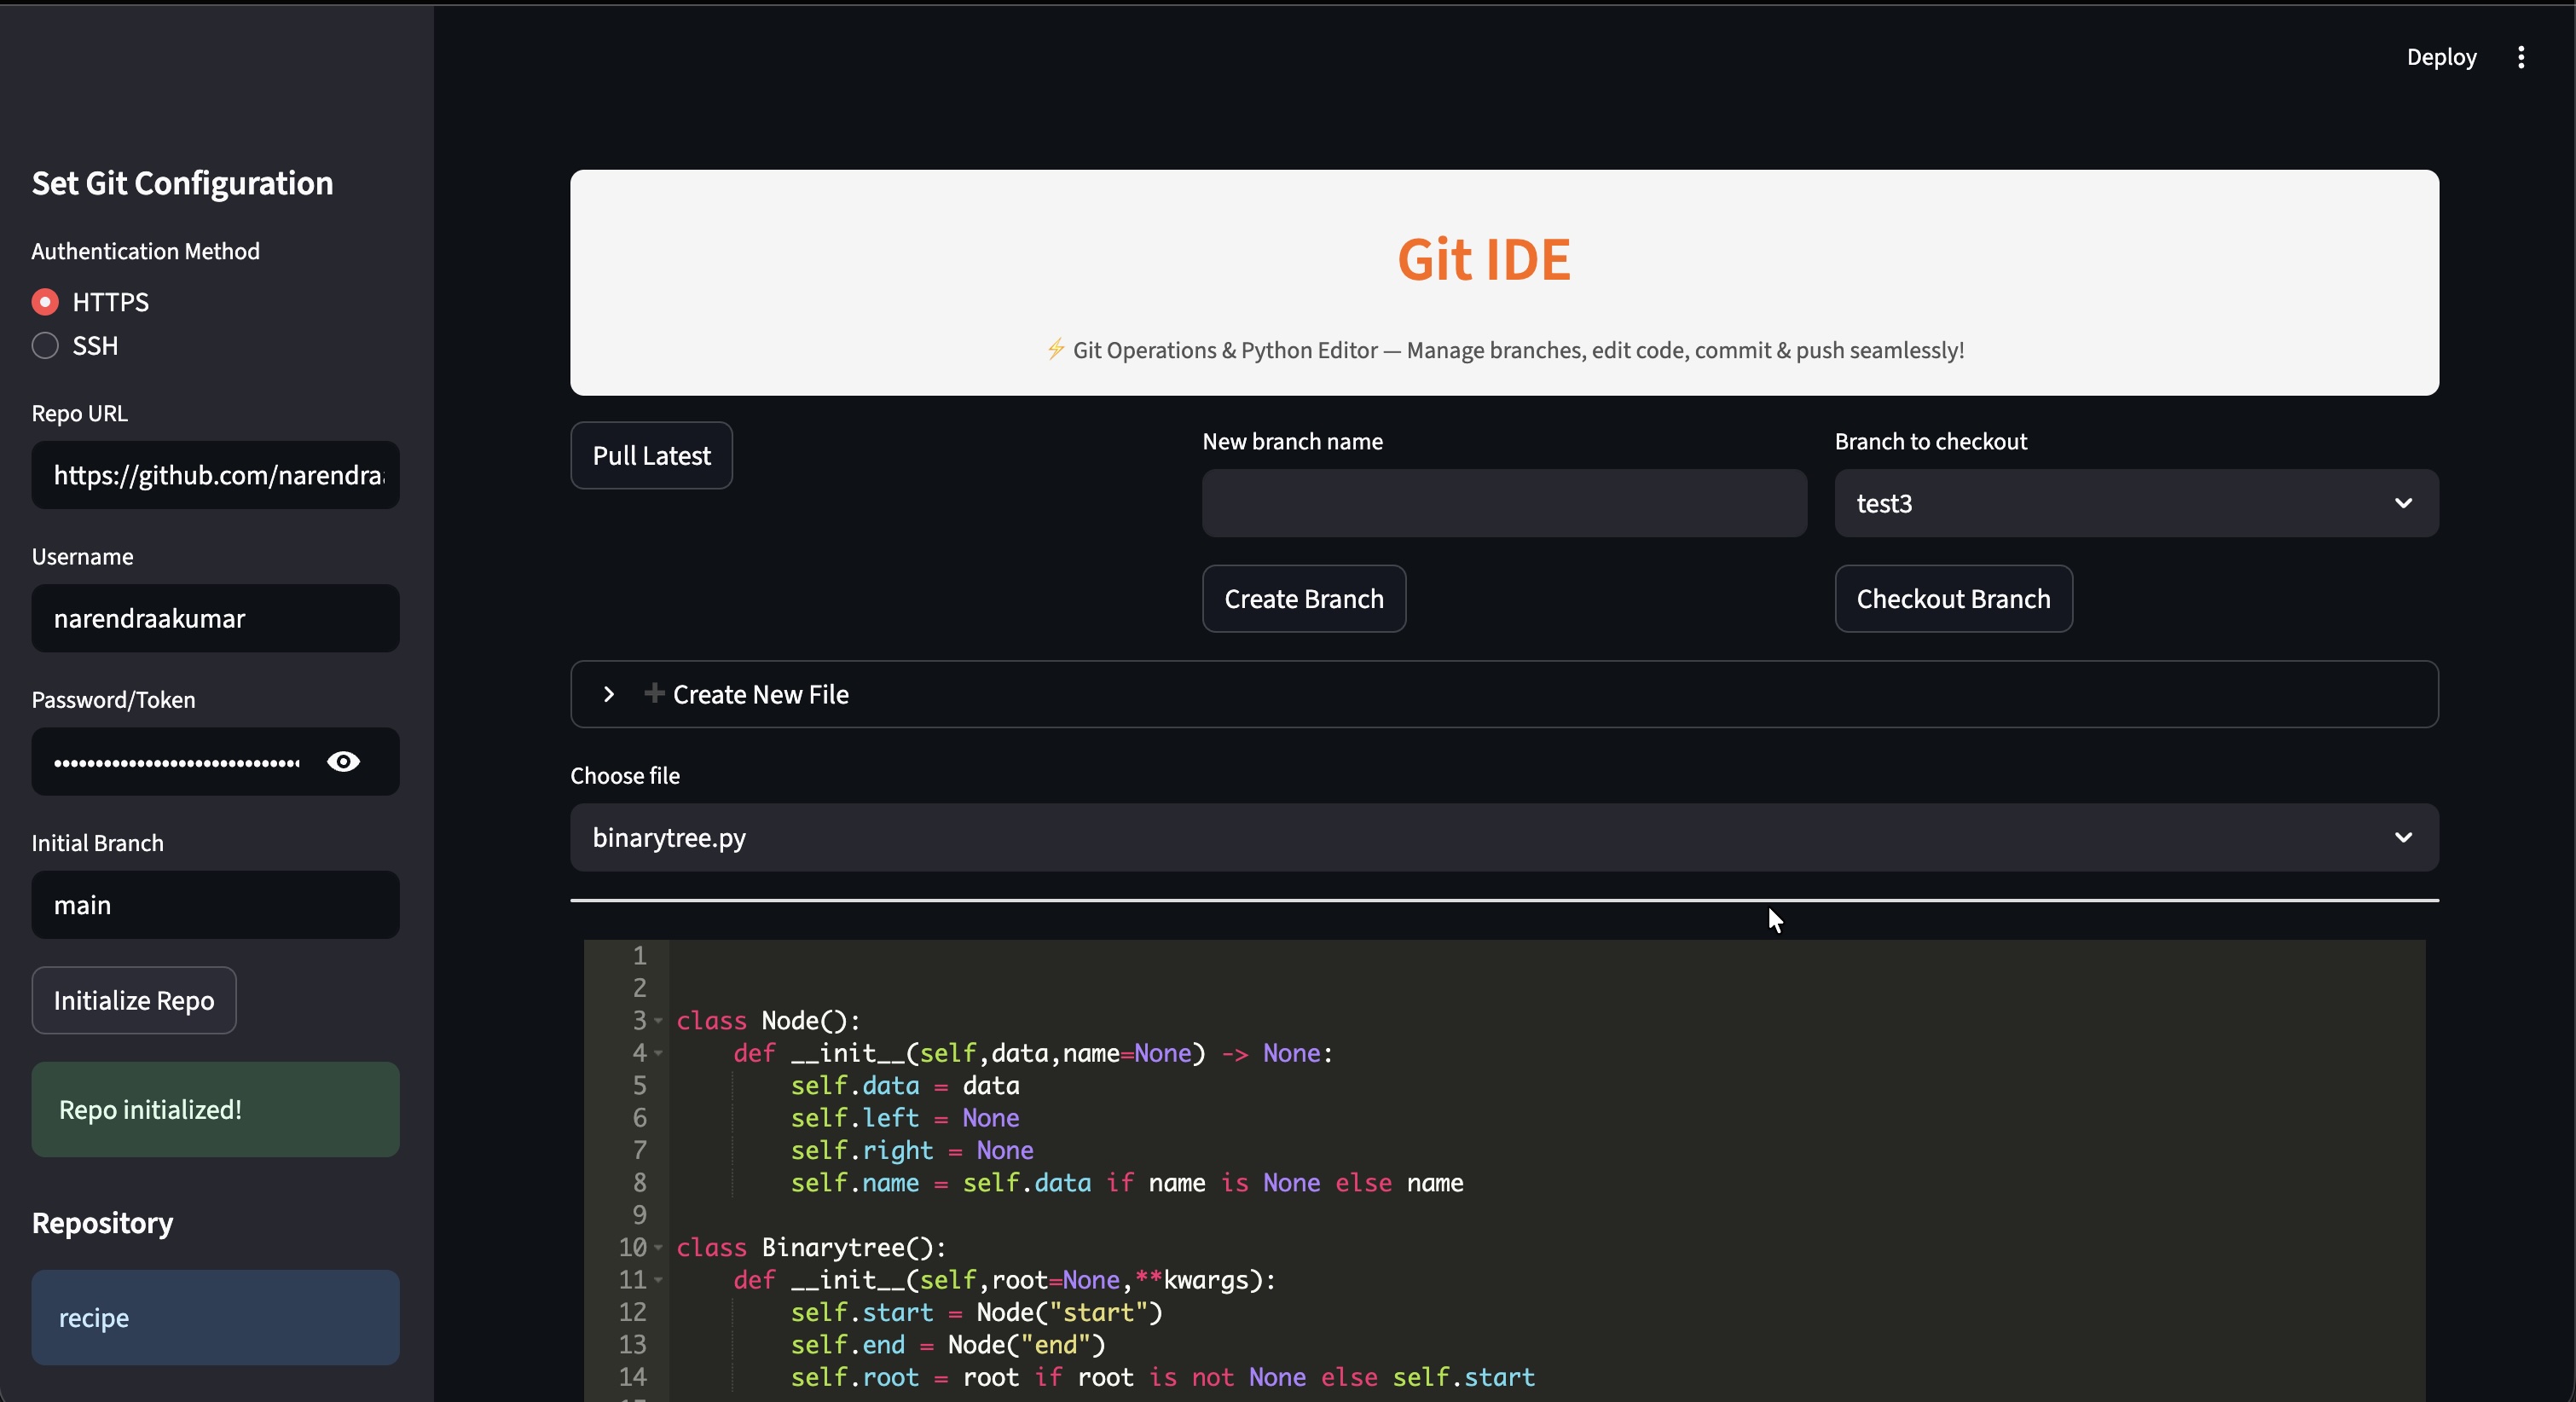 Deploy
Set Git Configuration
Authentication Method
HTTPS
SSH
Repo URL
https://github.com/narendraa
Username
narendraakumar
Password/Token
Initial Branch
main
Initialize Repo
Repo initialized!
Repository
recipe
Git IDE
⚡ Git Operations & Python Editor — Manage branches, edit code, commit & push seamlessly!
Pull Latest
New branch name
Create Branch
Branch to checkout
test3
Checkout Branch
➕ Create New File
Choose file
binarytree.py
1
2
3 class Node():
4     def __init__(self,data,name=None) -> None:
5         self.data = data
6         self.left = None
7         self.right = None
8         self.name = self.data if name is None else name
9
10 class Binarytree():
11     def __init__(self,root=None,**kwargs):
12         self.start = Node("start")
13         self.end = Node("end")
14         self.root = root if root is not None else self.start